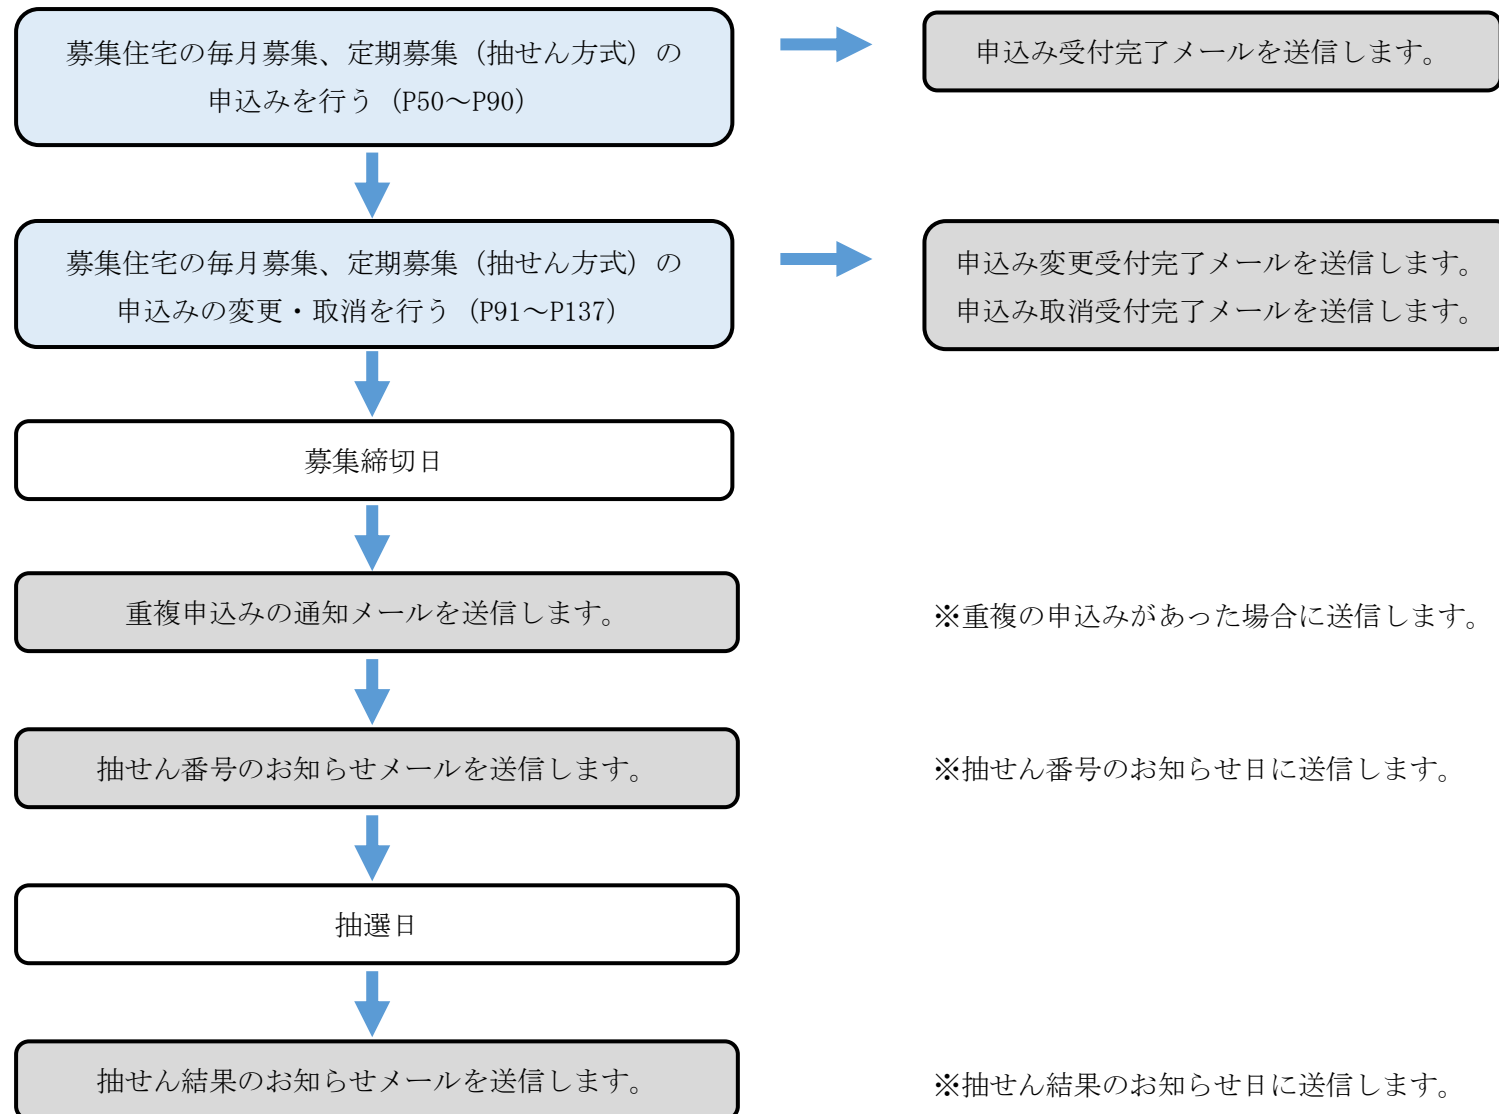 募集住宅の毎月募集、定期募集（抽せん方式）の
申込みを行う（P50～P90）
申込み受付完了メールを送信します。
募集住宅の毎月募集、定期募集（抽せん方式）の
申込みの変更・取消を行う（P91～P137）
申込み変更受付完了メールを送信します。
申込み取消受付完了メールを送信します。
募集締切日
重複申込みの通知メールを送信します。
※重複の申込みがあった場合に送信します。
抽せん番号のお知らせメールを送信します。
※抽せん番号のお知らせ日に送信します。
抽選日
抽せん結果のお知らせメールを送信します。
※抽せん結果のお知らせ日に送信します。